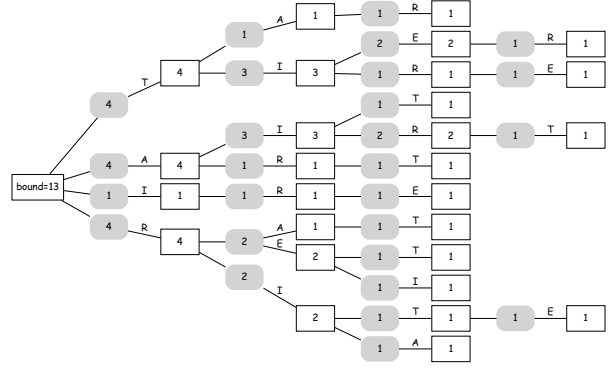 A 1 1 R 1
1 2 E 2 1 R 1
T 4 3 I 3
1 R 1 1 E 1
4
1 T 1
3 I 3 2 R 2 1 T 1
4 A 4 1 R 1 1 T 1
bound=13
1 I 1 1 R 1 1 E 1
4 R 4 2 A 1 1 T 1
E 2 1 T 1
2 1 I 1
I 2 1 T 1 1 E 1
1 A 1